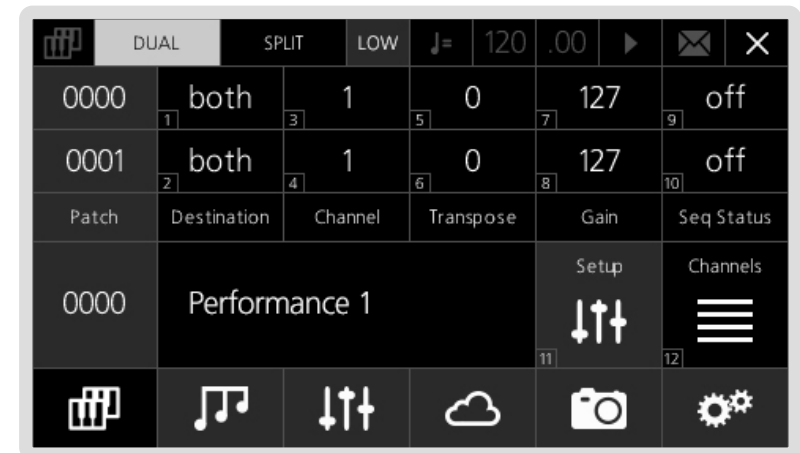 DUAL SPLIT LOW ♩= 120 .00
0000 both 1 0 127 off
1 3 5 7 9
0001 both 1 0 127 off
2 4 6 8 10
Patch Destination Channel Transpose Gain Seq Status
0000 Performance 1 Setup Channels
11 12